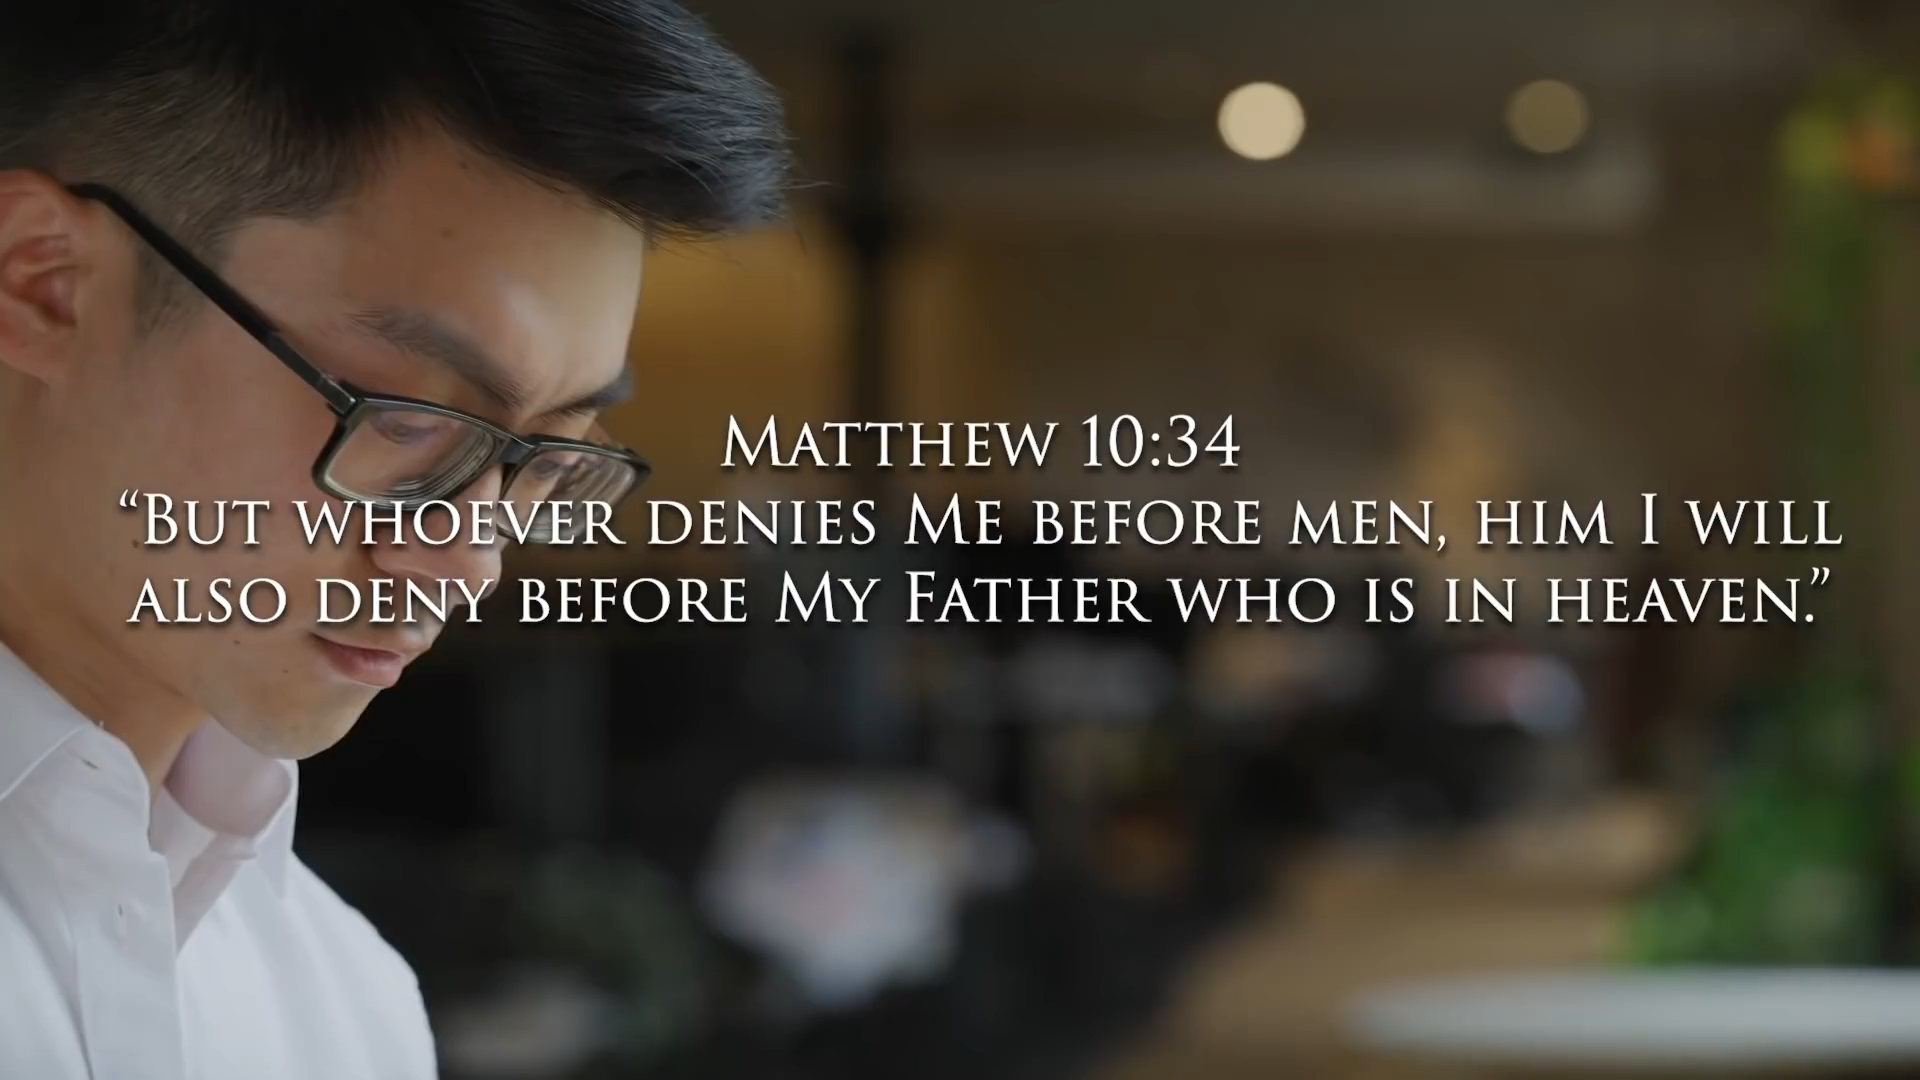 Matthew 10:34
“But whoever denies Me before men, him I will
also deny before My Father who is in heaven.”